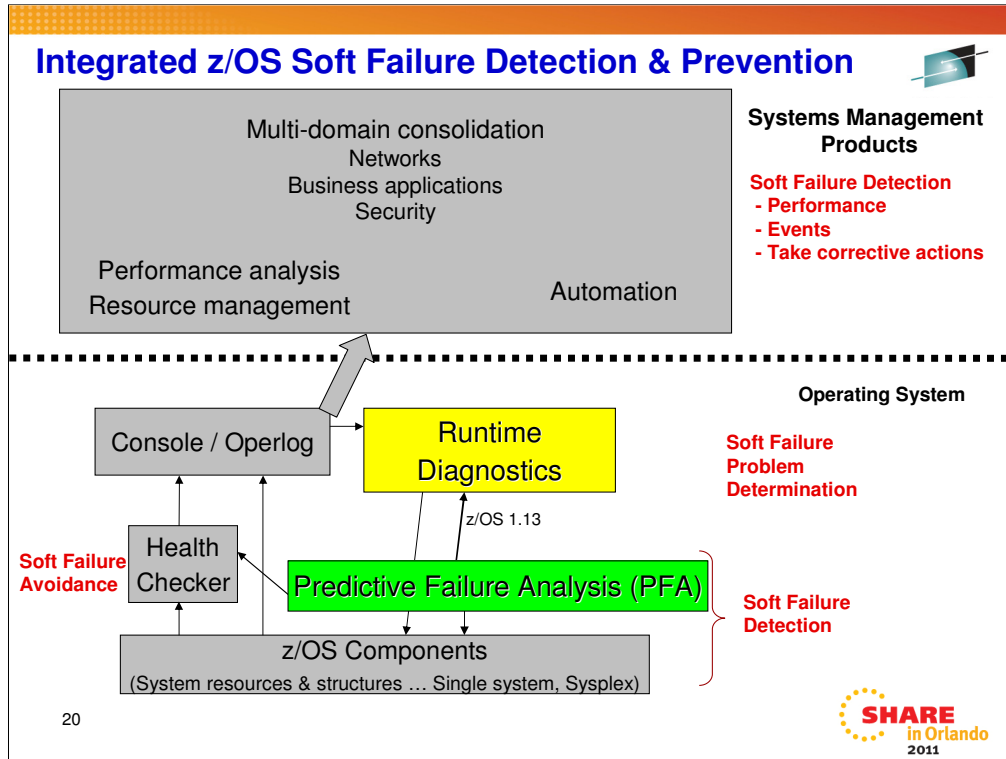 Integrated z/OS Soft Failure Detection & Prevention
Multi-domain consolidation
Networks
Business applications
Security
Performance analysis
Resource management
Automation
Systems Management
Products
Soft Failure Detection
- Performance
- Events
- Take corrective actions
Operating System
Console / Operlog
Runtime
Diagnostics
Soft Failure
Problem
Determination
z/OS 1.13
Soft Failure
Avoidance
Health
Checker
Predictive Failure Analysis (PFA)
Soft Failure
Detection
z/OS Components
(System resources & structures … Single system, Sysplex)
20
SHARE
in Orlando
2011